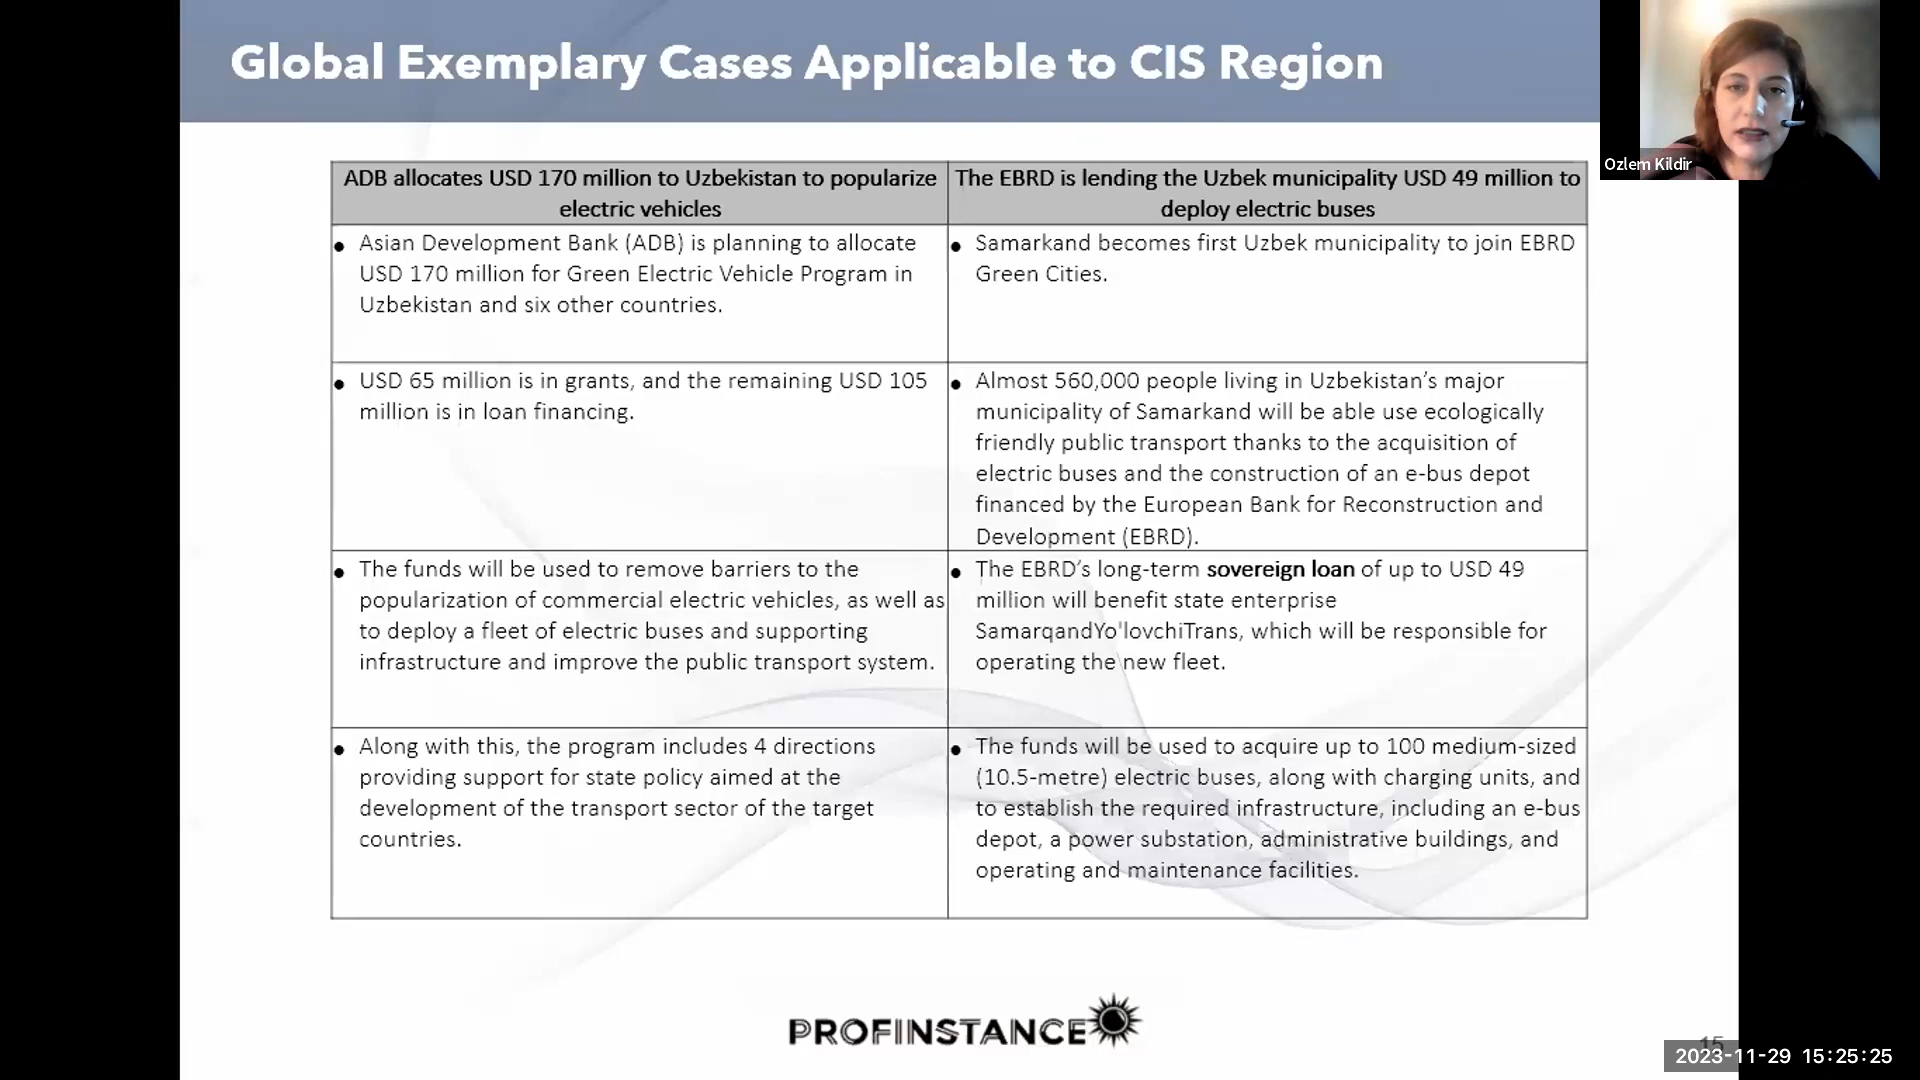 Global Exemplary Cases Applicable to CIS Region
Ozlem Kildir
ADB allocates USD 170 million to Uzbekistan to popularize
electric vehicles
The EBRD is lending the Uzbek municipality USD 49 million to
deploy electric buses
● Asian Development Bank (ADB) is planning to allocate
USD 170 million for Green Electric Vehicle Program in
Uzbekistan and six other countries.
● Samarkand becomes first Uzbek municipality to join EBRD
Green Cities.
● USD 65 million is in grants, and the remaining USD 105
million is in loan financing.
● Almost 560,000 people living in Uzbekistan’s major
municipality of Samarkand will be able use ecologically
friendly public transport thanks to the acquisition of
electric buses and the construction of an e-bus depot
financed by the European Bank for Reconstruction and
Development (EBRD).
● The funds will be used to remove barriers to the
popularization of commercial electric vehicles, as well as
to deploy a fleet of electric buses and supporting
infrastructure and improve the public transport system.
● The EBRD’s long-term sovereign loan of up to USD 49
million will benefit state enterprise
SamarqandYo'lovchiTrans, which will be responsible for
operating the new fleet.
● Along with this, the program includes 4 directions
providing support for state policy aimed at the
development of the transport sector of the target
countries.
● The funds will be used to acquire up to 100 medium-sized
(10.5-metre) electric buses, along with charging units, and
to establish the required infrastructure, including an e-bus
depot, a power substation, administrative buildings, and
operating and maintenance facilities.
PROFINSTANCE
15
2023-11-29 15:25:25